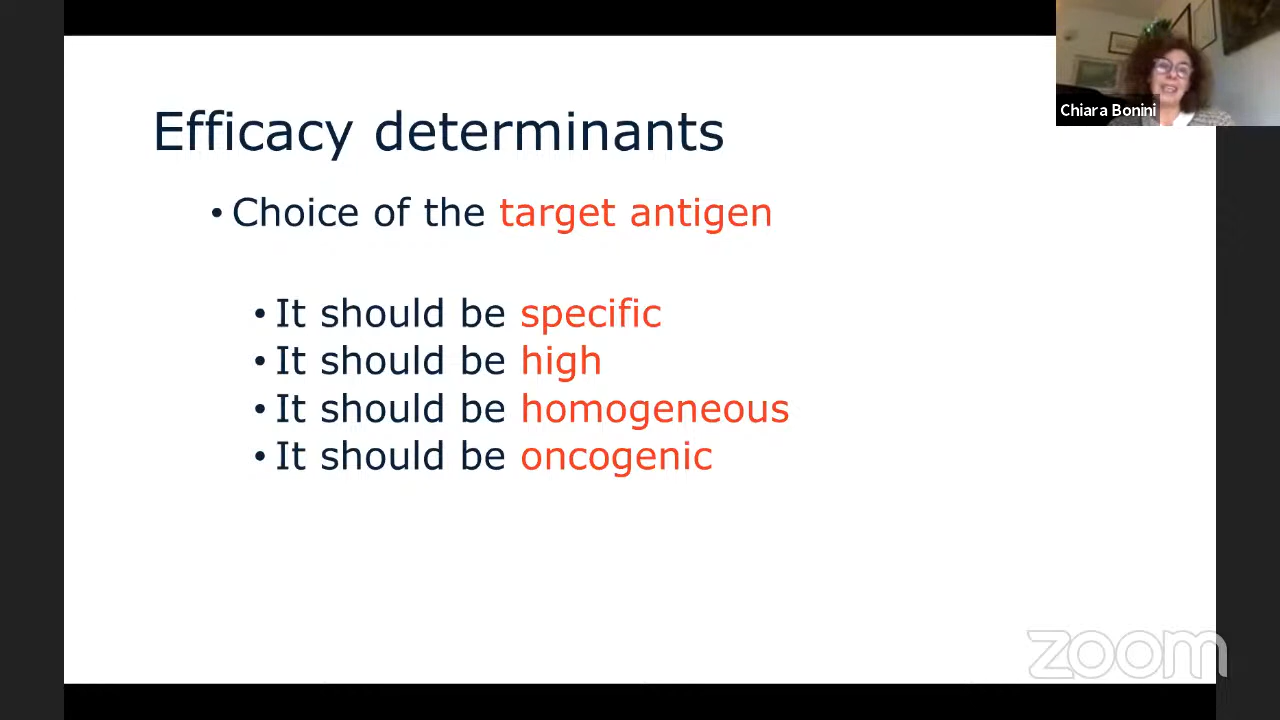 Efficacy determinants
• Choice of the target antigen
• It should be specific
• It should be high
• It should be homogeneous
• It should be oncogenic
Chiara Bonini
zoom